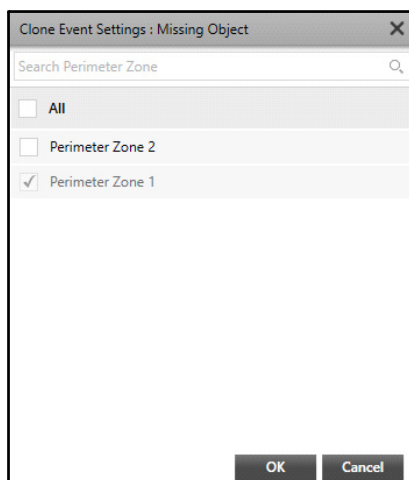 Clone Event Settings : Missing Object
Search Perimeter Zone
All
Perimeter Zone 2
Perimeter Zone 1
OK Cancel